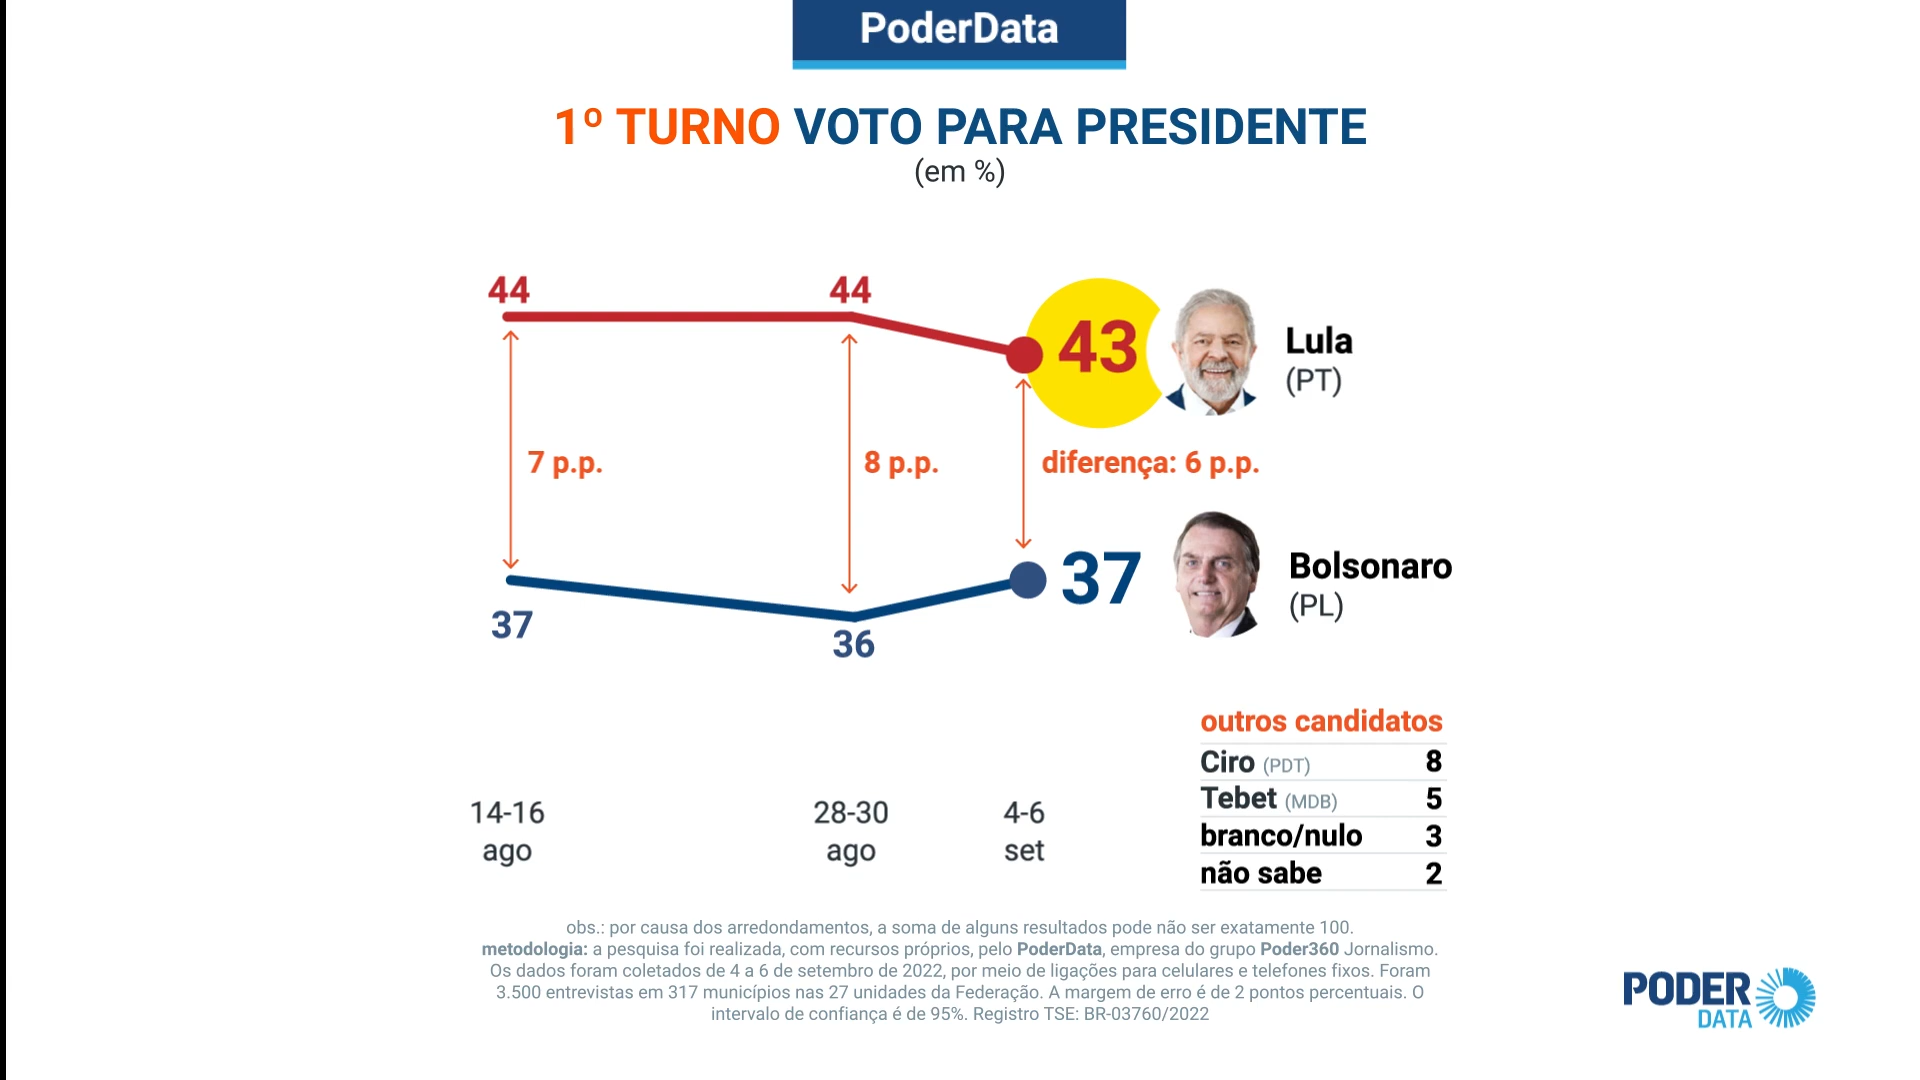 PoderData
1º TURNO VOTO PARA PRESIDENTE
(em %)
44
44
43
Lula
(PT)
7 p.p.
8 p.p.
diferença: 6 p.p.
37
36
37
Bolsonaro
(PL)
outros candidatos
Ciro (PDT) 8
Tebet (MDB) 5
branco/nulo 3
não sabe 2
14-16
ago
28-30
ago
4-6
set
obs.: por causa dos arredondamentos, a soma de alguns resultados pode não ser exatamente 100.
metodologia: a pesquisa foi realizada, com recursos próprios, pelo PoderData, empresa do grupo Poder360 Jornalismo.
Os dados foram coletados de 4 a 6 de setembro de 2022, por meio de ligações para celulares e telefones fixos. Foram
3.500 entrevistas em 317 municípios nas 27 unidades da Federação. A margem de erro é de 2 pontos percentuais. O
intervalo de confiança é de 95%. Registro TSE: BR-03760/2022
PODER
DATA